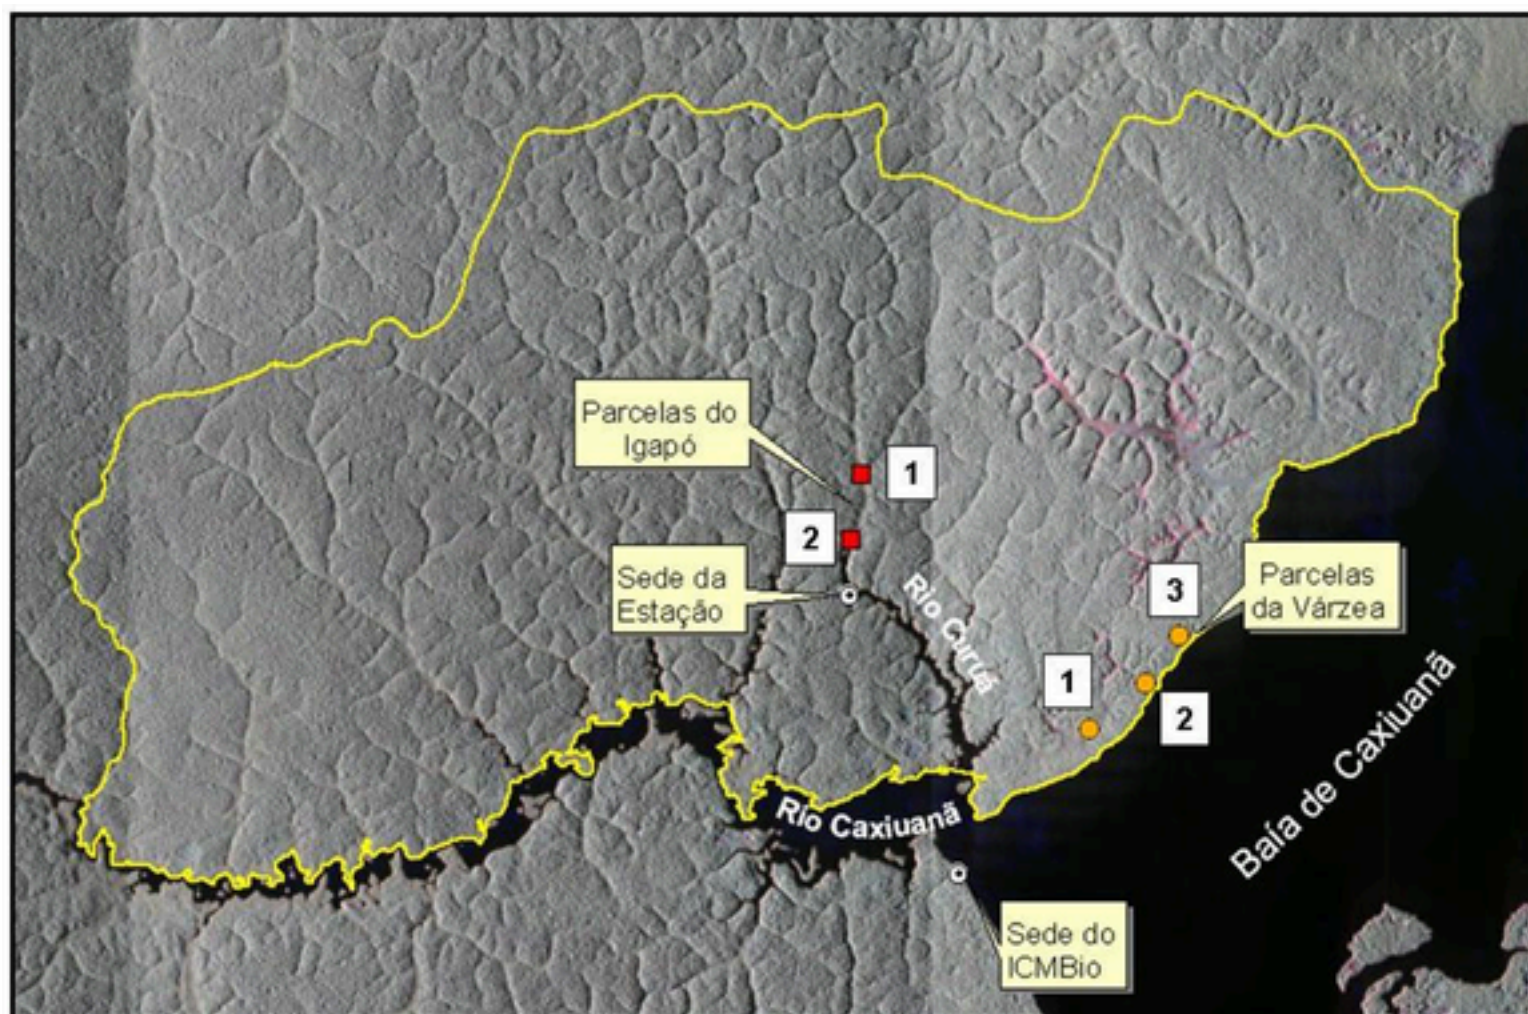 Parcelas do
Igapó
1
2
Sede da
Estação
Rio Curuá
3
Parcelas
da Várzea
1
2
Rio Caxiuanã
Baía de Caxiuanã
Sede do
ICMBio